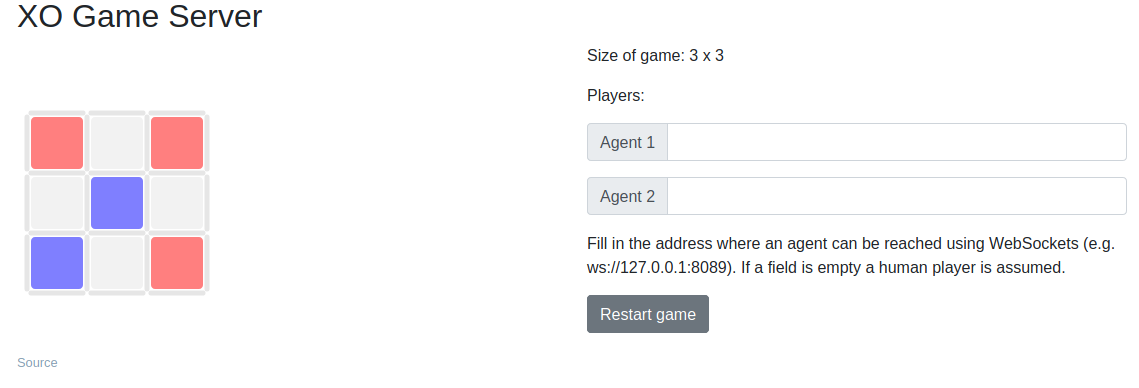 XO Game Server
Size of game: 3 x 3
Players:
Agent 1
Agent 2
Fill in the address where an agent can be reached using WebSockets (e.g.
ws://127.0.0.1:8089). If a field is empty a human player is assumed.
Restart game
Source